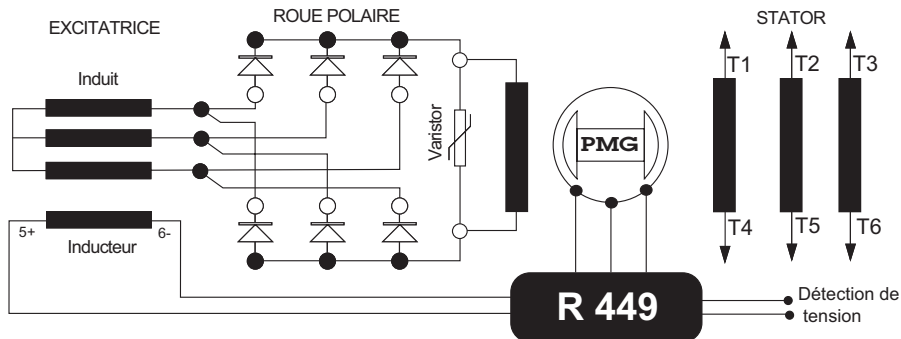 EXCITATRICE
ROUE POLAIRE
STATOR
Induit
Varistor
PMG
T1
T2
T3
T4
T5
T6
5+
6-
Inducteur
R 449
Détection de
tension